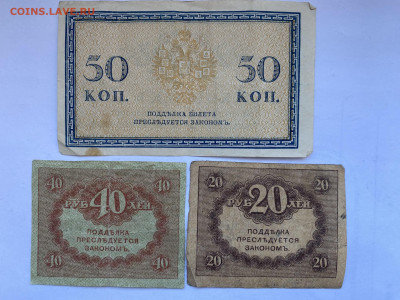 COINS.LAVE.РУ
50 50
КОП. КОП.
ПОДДѢЛКА БИЛЕТА
ПРЕСЛѢДУЕТСЯ ЗАКОНОМЪ.
40 40
РУБ 40 ЛЕЙ
ПОДДѢЛКА
ПРЕСЛѢДУЕТСЯ
ЗАКОНОМЪ.
40 40
20 20
РУБ 20 ЛЕЙ
ПОДДѢЛКА
ПРЕСЛѢДУЕТСЯ
ЗАКОНОМЪ.
20 20